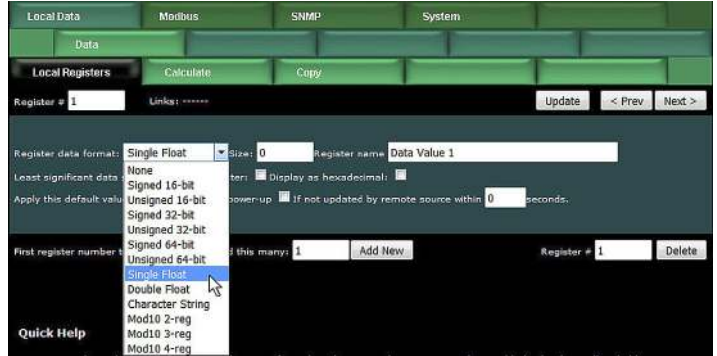 Local Data Modbus SNMP System
Data
Local Registers Calculate Copy
Register # 1 Links: ------ Update < Prev Next >
Register data format: Single Float Size: 0 Register name Data Value 1
None
Signed 16-bit
Unsigned 16-bit
Signed 32-bit
Unsigned 32-bit
Signed 64-bit
Unsigned 64-bit
Single Float
Double Float
Character String
Mod10 2-reg
Mod10 3-reg
Mod10 4-reg
Least significant data Display as hexadecimal:
Apply this default power-up If not updated by remote source within 0 seconds.
First register number this many: 1 Add New Register # 1 Delete
Quick Help